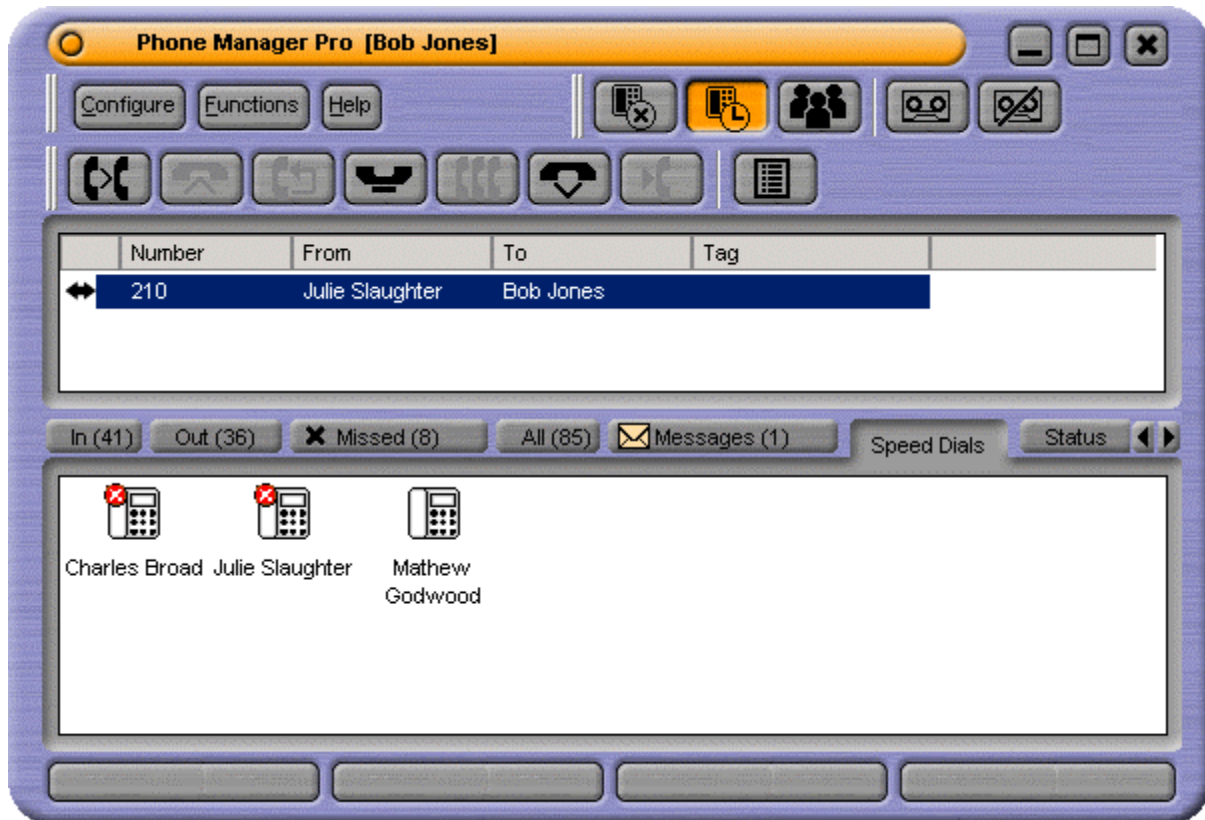 Phone Manager Pro [Bob Jones]
Configure Functions Help
Number From To Tag
210 Julie Slaughter Bob Jones
In (41) Out (36) Missed (8) All (85) Messages (1) Speed Dials Status
Charles Broad Julie Slaughter Mathew
Godwood